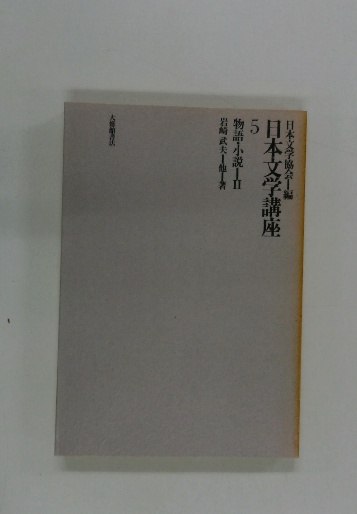 日本文学協会━編
日本文学講座
5
物語・小説━II
岩崎武夫━他━著
大修館書店